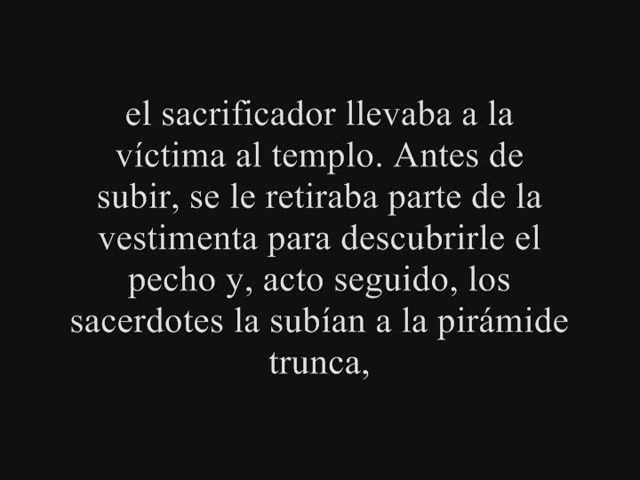 el sacrificador llevaba a la
víctima al templo. Antes de
subir, se le retiraba parte de la
vestimenta para descubrirle el
pecho y, acto seguido, los
sacerdotes la subían a la pirámide
trunca,